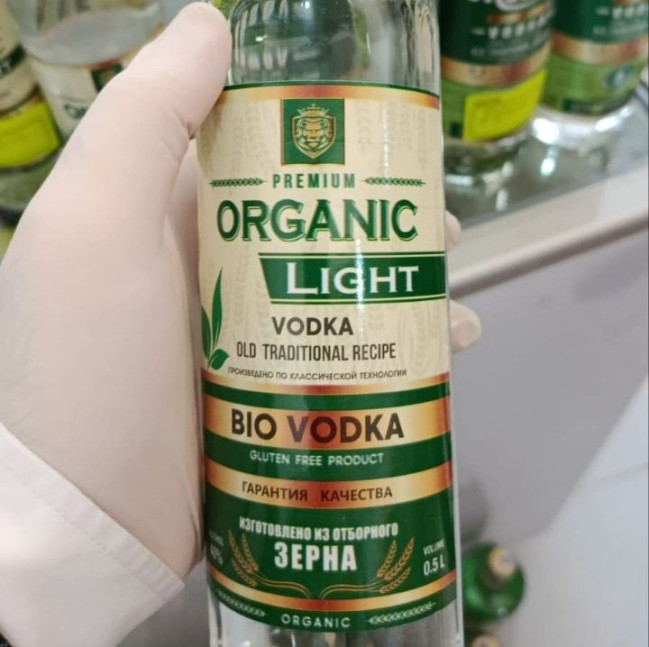 PREMIUM
ORGANIC
LIGHT
VODKA
OLD TRADITIONAL RECIPE
ПРОИЗВЕДЕНО ПО КЛАССИЧЕСКОЙ ТЕХНОЛОГИИ
BIO VODKA
GLUTEN FREE PRODUCT
ГАРАНТИЯ КАЧЕСТВА
ИЗГОТОВЛЕНО ИЗ ОТБОРНОГО
ЗЕРНА
VOLUME
0.5 L
ORGANIC